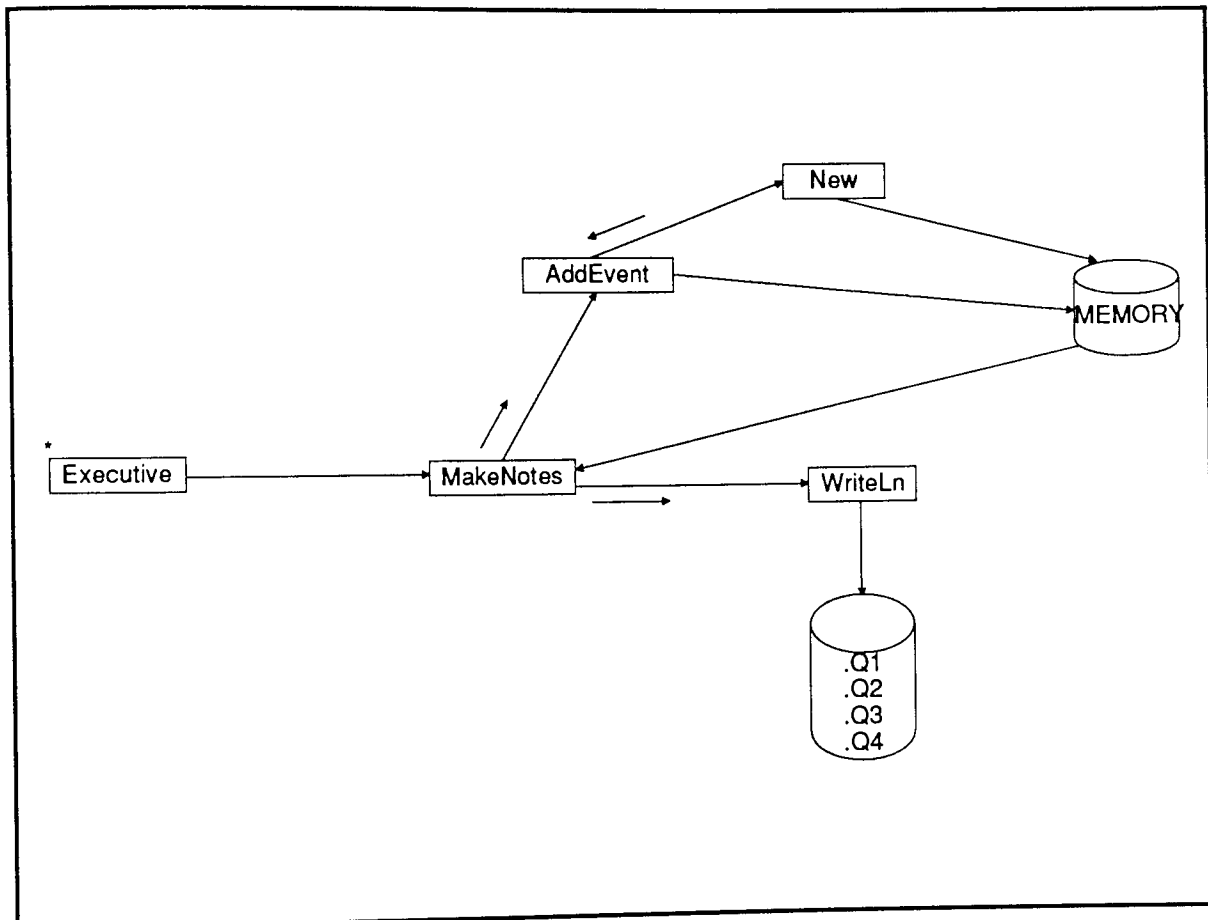 New
AddEvent
MEMORY
*
Executive
MakeNotes
WriteLn
.Q1
.Q2
.Q3
.Q4